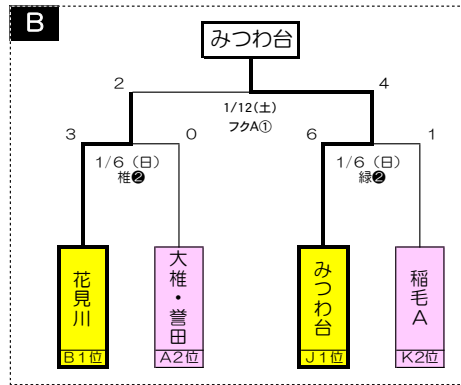 B
みつわ台
2
4
1/12(土)
フクA①
3
0
6
1
1/6（日）
椎❷
1/6（日）
緑❷
花見川
大椎・誉田
みつわ台
稲毛A
B1位
A2位
J1位
K2位